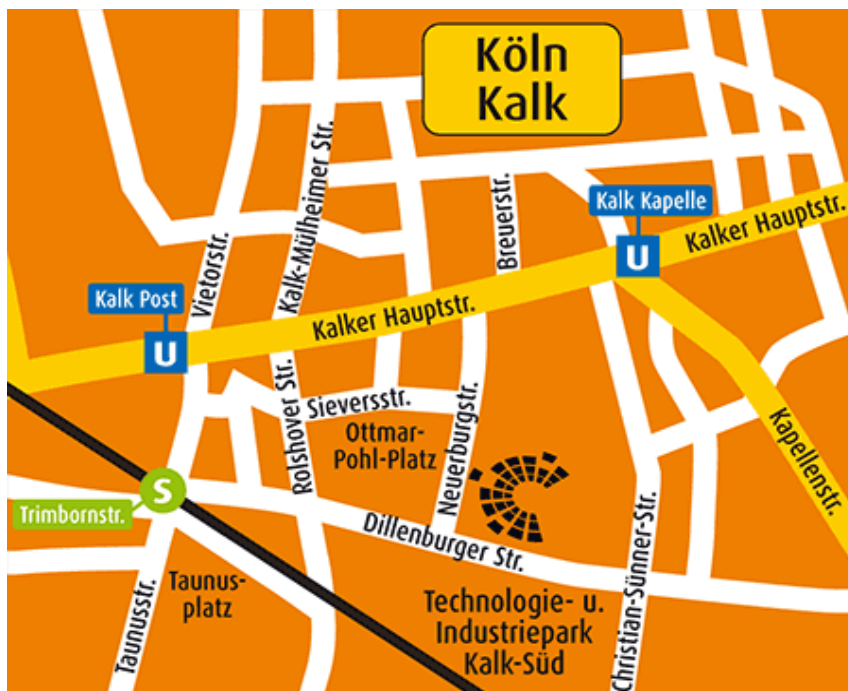 Köln
Kalk
Kalk-Mülheimer Str.
Breuerstr.
Kalk Kapelle
U
Kalker Hauptstr.
Vietorstr.
Kalk Post
U
Kalker Hauptstr.
Rolshover Str.
Sieversstr.
Ottmar-
Pohl-Platz
Neuerburgstr.
Kapellenstr.
S
Trimbornstr.
Dillenburger Str.
Christian-Sünner-Str.
Taunusstr.
Taunus-
platz
Technologie- u.
Industriepark
Kalk-Süd